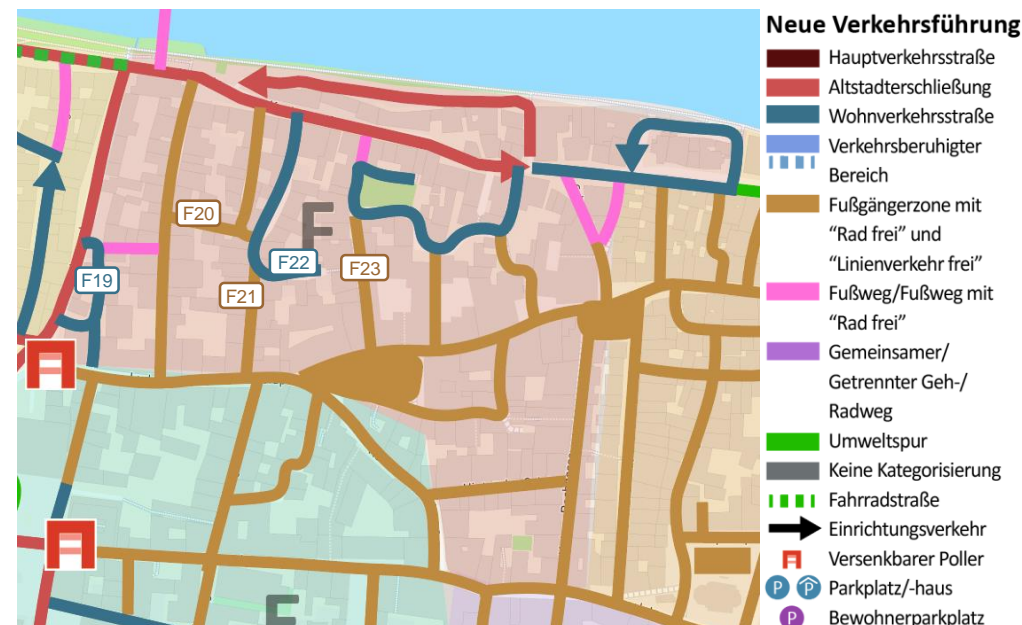 Neue Verkehrsführung
Hauptverkehrsstraße
Altstadterschließung
Wohnverkehrsstraße
Verkehrsberuhigter
Bereich
Fußgängerzone mit
"Rad frei" und
"Linienverkehr frei"
Fußweg/Fußweg mit
"Rad frei"
Gemeinsamer/
Getrennter Geh-/
Radweg
Umweltspur
Keine Kategorisierung
Fahrradstraße
Einrichtungsverkehr
Versenkbarer Poller
P P Parkplatz/-haus
P Bewohnerparkplatz
F20
F
F22
F23
F19
F21
F